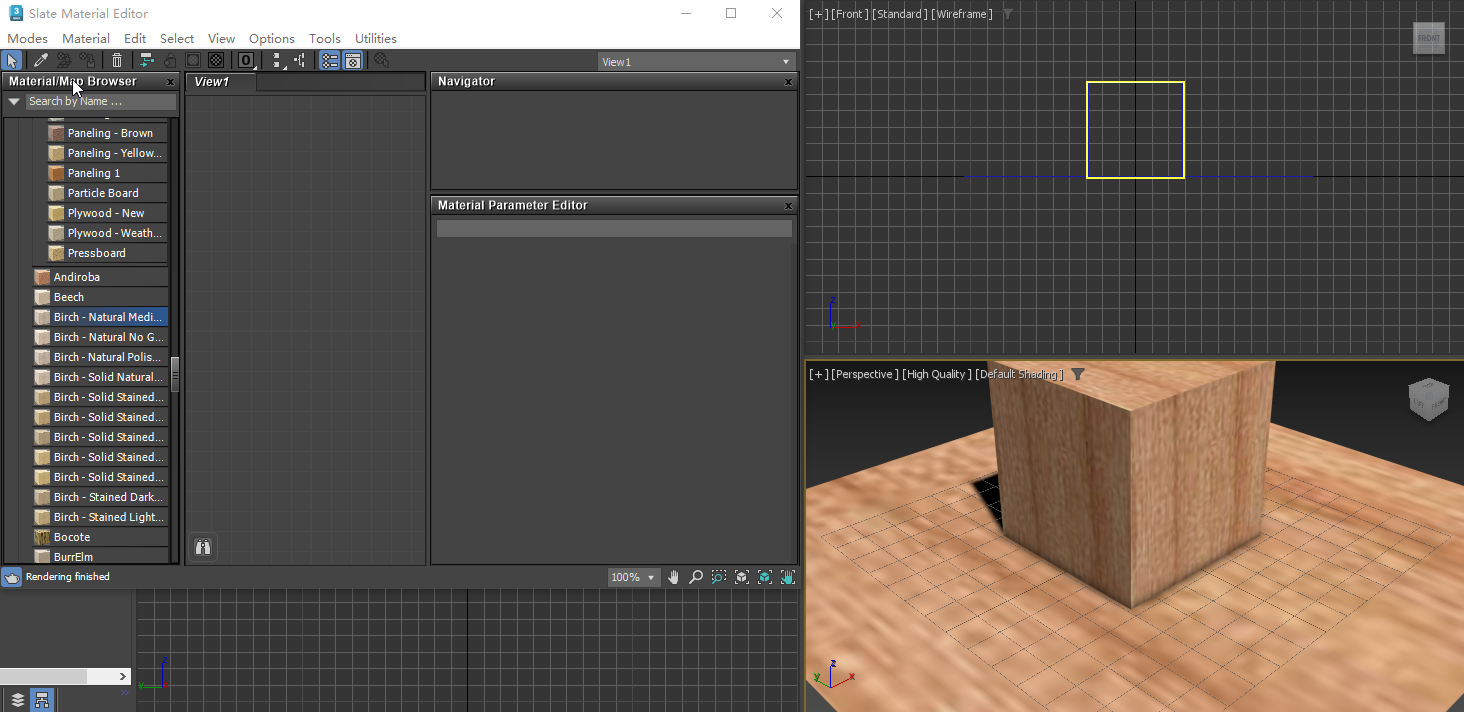 Slate Material Editor
Modes Material Edit Select View Options Tools Utilities
View1
Material/Map Browser x
Search by Name ...
Paneling - Brown
Paneling - Yellow...
Paneling 1
Particle Board
Plywood - New
Plywood - Weath...
Pressboard
Andiroba
Beech
Birch - Natural Medi...
Birch - Natural No G...
Birch - Natural Polis...
Birch - Solid Natural...
Birch - Solid Stained...
Birch - Solid Stained...
Birch - Solid Stained...
Birch - Solid Stained...
Birch - Solid Stained...
Birch - Stained Dark...
Birch - Stained Light...
Bocote
BurrElm
Rendering finished
View1
Navigator x
Material Parameter Editor x
100%
z
y
[+] [Front ] [Standard ] [Wireframe ]
FRONT
z
y x
[+] [Perspective ] [High Quality ] [Default Shading ]
LEFT FRONT
z
y x